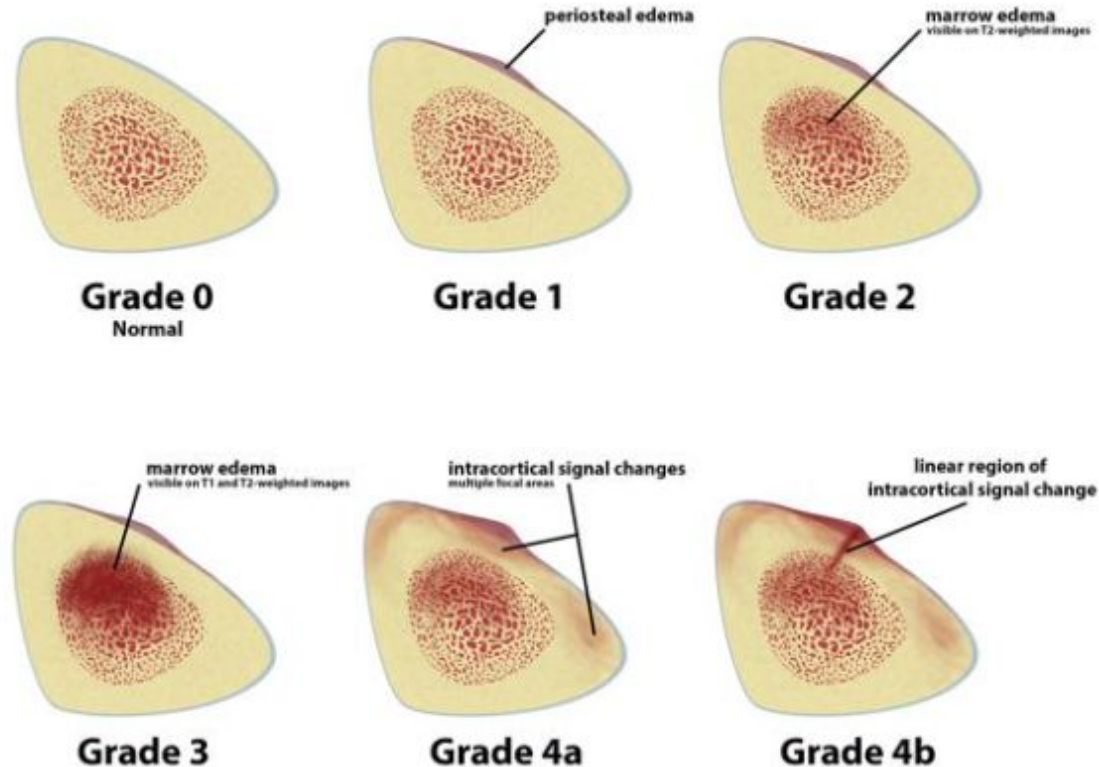 periosteal edema
marrow edema
visible on T2-weighted images
Grade 0
Normal
Grade 1
Grade 2
marrow edema
visible on T1 and T2-weighted images
intracortical signal changes
multiple focal areas
linear region of
intracortical signal change
Grade 3
Grade 4a
Grade 4b